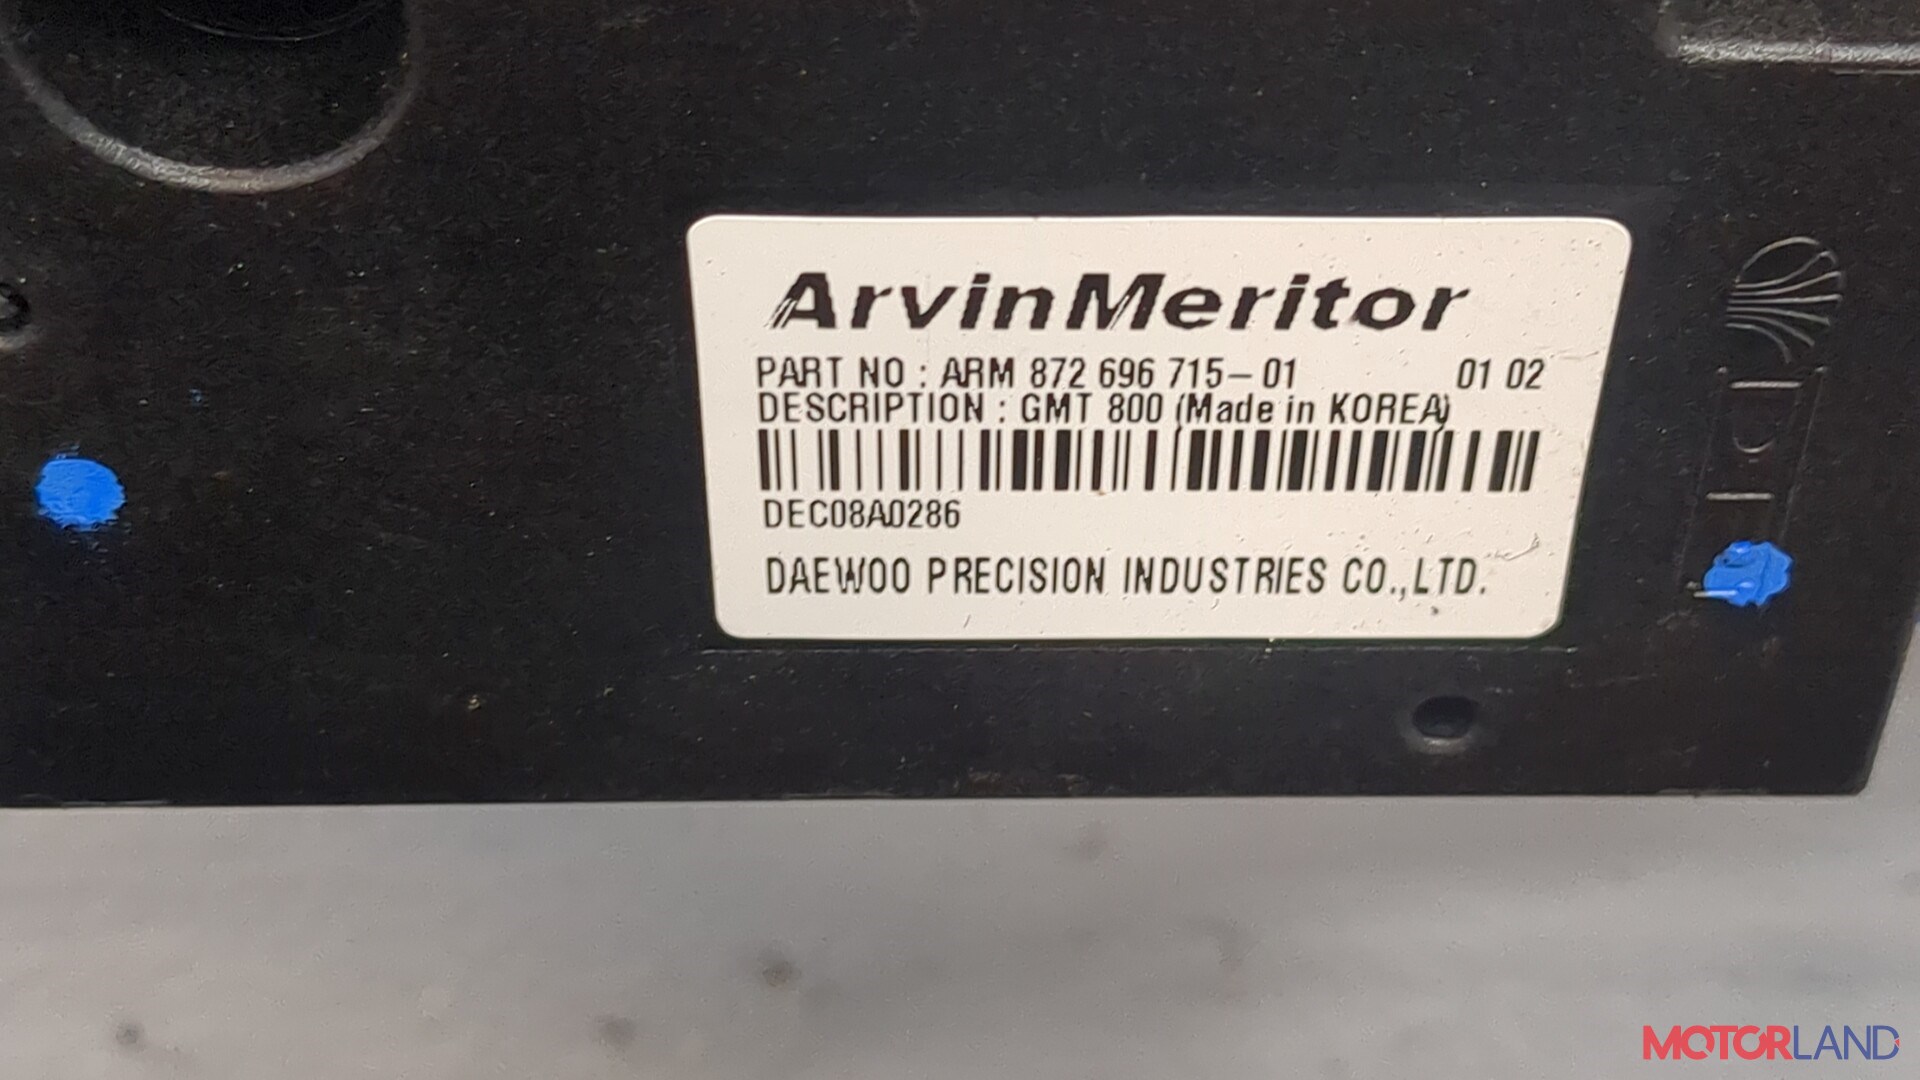 ArvinMeritor
PART NO : ARM 872 696 715-01 01 02
DESCRIPTION : GMT 800 (Made in KOREA)
DEC08A0286
DAEWOO PRECISION INDUSTRIES CO.,LTD.
MOTORLAND